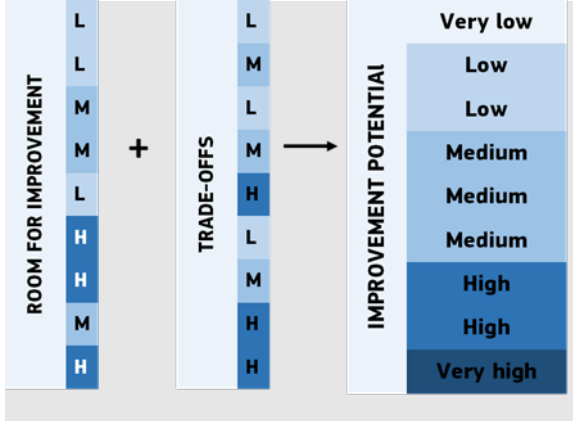 ROOM FOR IMPROVEMENT
L
L
M
M
L
H
H
M
H
+
TRADE-OFFS
L
M
L
M
H
L
M
H
H
IMPROVEMENT POTENTIAL
Very low
Low
Low
Medium
Medium
Medium
High
High
Very high